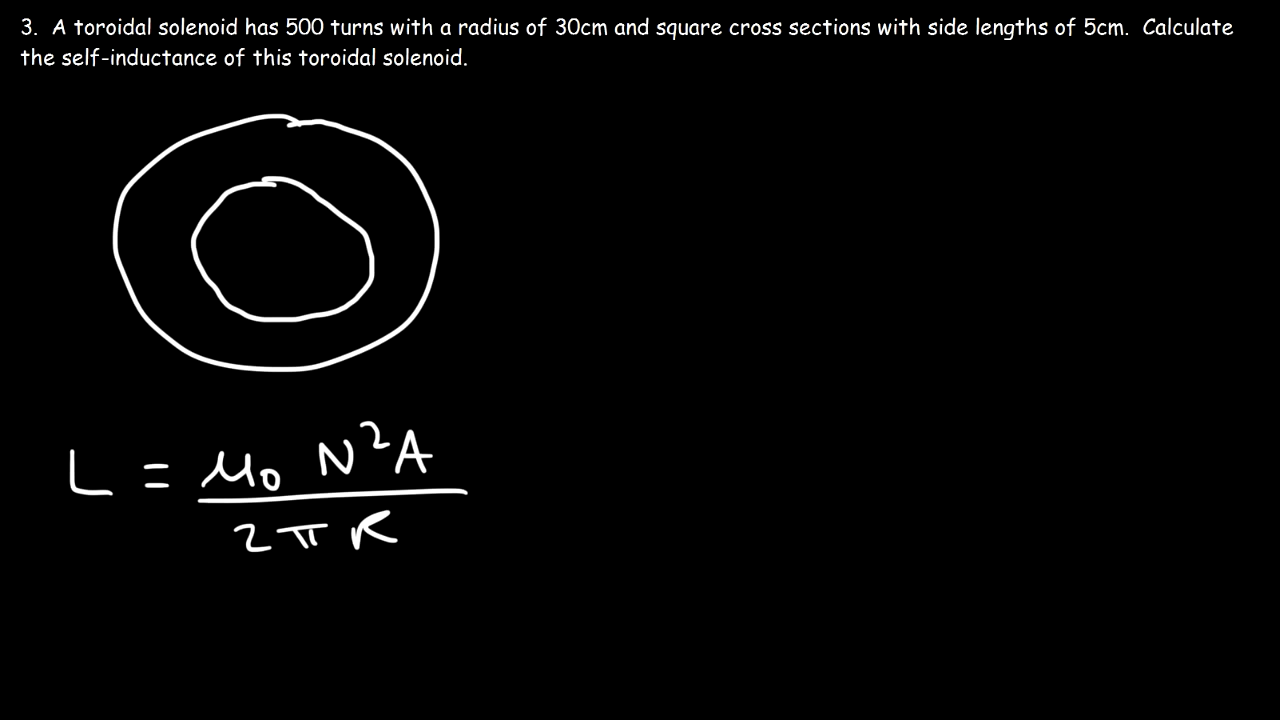 3. A toroidal solenoid has 500 turns with a radius of 30cm and square cross sections with side lengths of 5cm. Calculate
the self-inductance of this toroidal solenoid.
L = μ₀ N²A
2πR